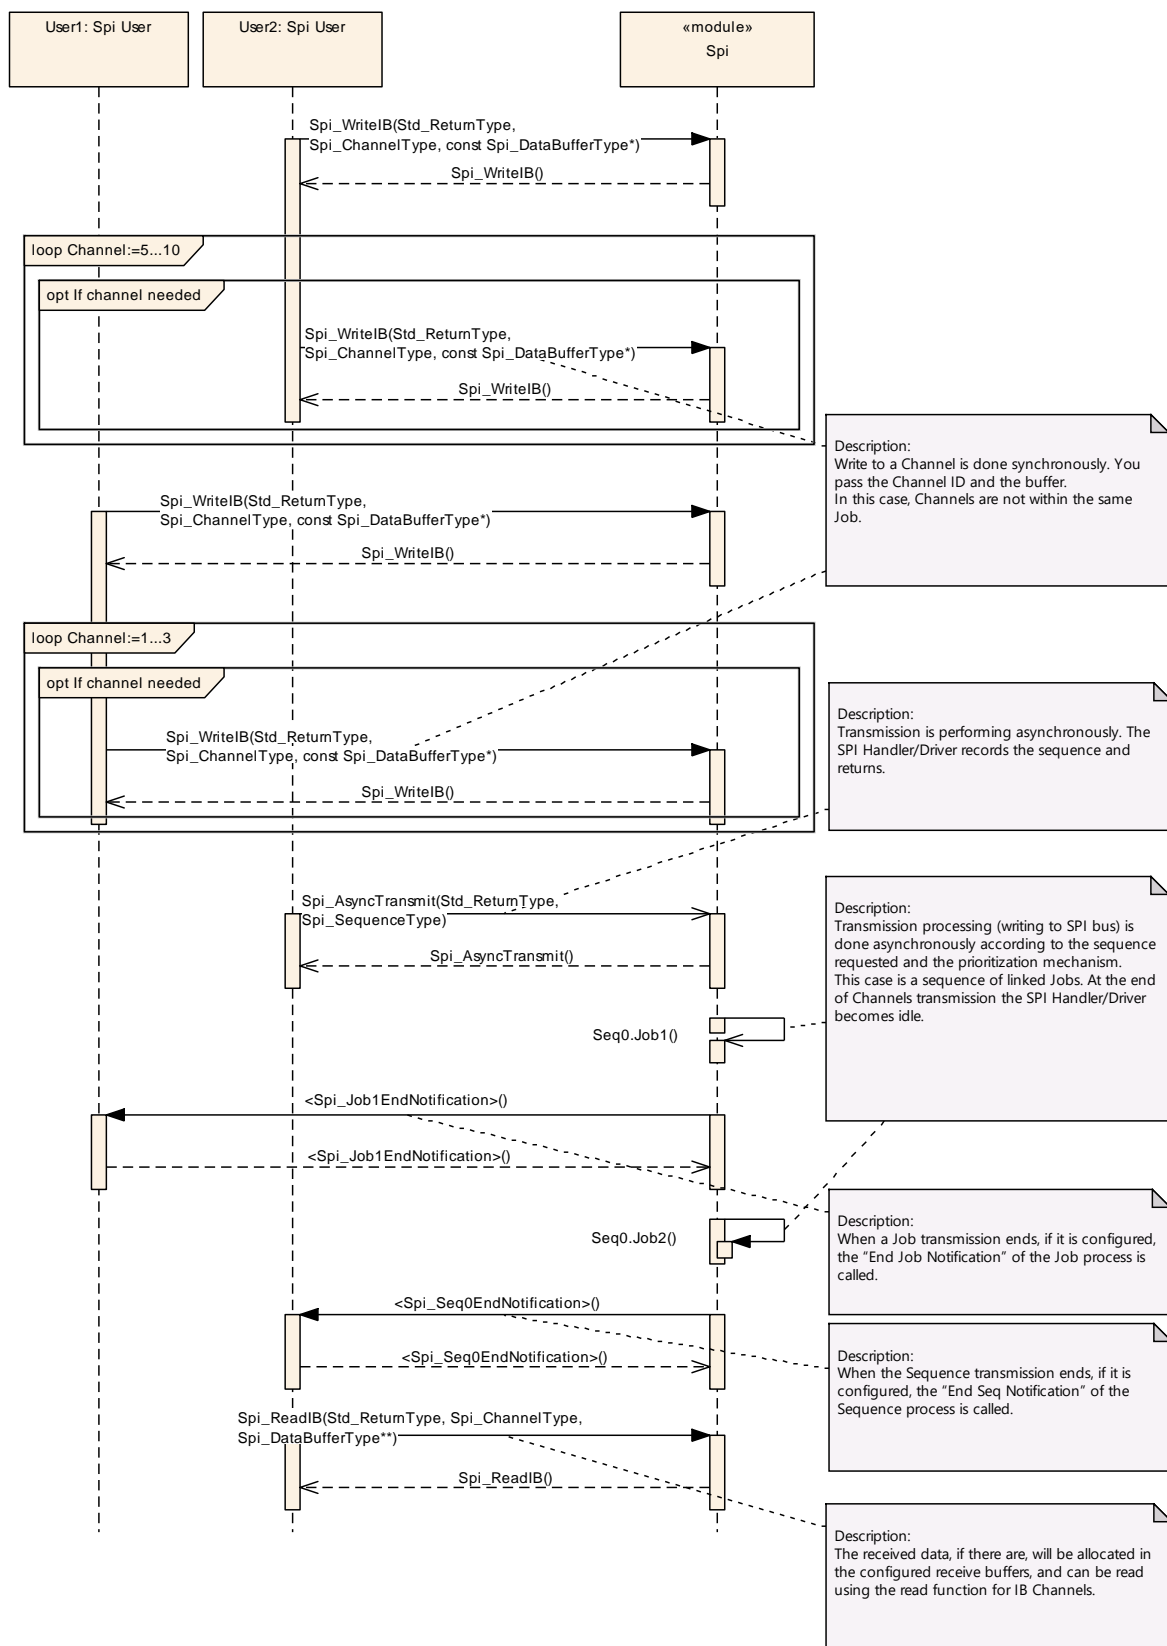 User1: Spi User
User2: Spi User
«module»
Spi
Spi_WriteIB(Std_ReturnType,
Spi_ChannelType, const Spi_DataBufferType*)
Spi_WriteIB()
loop Channel:=5...10
opt If channel needed
Spi_WriteIB(Std_ReturnType,
Spi_ChannelType, const Spi_DataBufferType*)
Spi_WriteIB()
Description:
Write to a Channel is done synchronously. You
pass the Channel ID and the buffer.
In this case, Channels are not within the same
Job.
Spi_WriteIB(Std_ReturnType,
Spi_ChannelType, const Spi_DataBufferType*)
Spi_WriteIB()
loop Channel:=1...3
opt If channel needed
Spi_WriteIB(Std_ReturnType,
Spi_ChannelType, const Spi_DataBufferType*)
Spi_WriteIB()
Description:
Transmission is performing asynchronously. The
SPI Handler/Driver records the sequence and
returns.
Spi_AsyncTransmit(Std_ReturnType,
Spi_SequenceType)
Spi_AsyncTransmit()
Description:
Transmission processing (writing to SPI bus) is
done asynchronously according to the sequence
requested and the prioritization mechanism.
This case is a sequence of linked Jobs. At the end
of Channels transmission the SPI Handler/Driver
becomes idle.
Seq0.Job1()
<Spi_Job1EndNotification>()
<Spi_Job1EndNotification>()
Seq0.Job2()
Description:
When a Job transmission ends, if it is configured,
the “End Job Notification” of the Job process is
called.
<Spi_Seq0EndNotification>()
<Spi_Seq0EndNotification>()
Description:
When the Sequence transmission ends, if it is
configured, the “End Seq Notification” of the
Sequence process is called.
Spi_ReadIB(Std_ReturnType, Spi_ChannelType,
Spi_DataBufferType**)
Spi_ReadIB()
Description:
The received data, if there are, will be allocated in
the configured receive buffers, and can be read
using the read function for IB Channels.